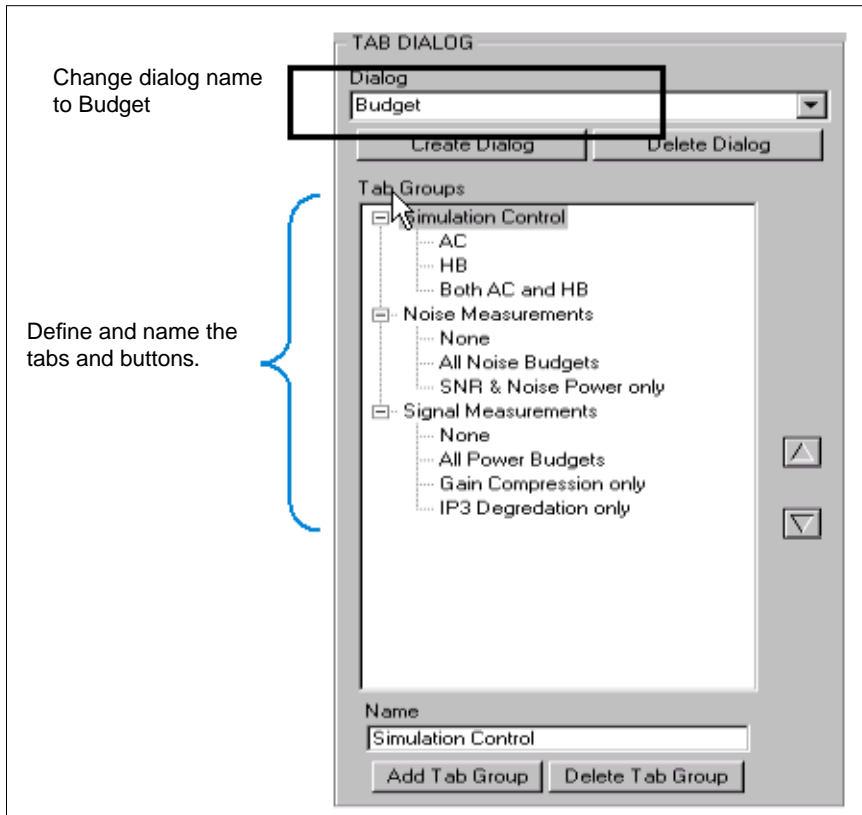 TAB DIALOG
Change dialog name
to Budget
Dialog
Budget
Create Dialog
Delete Dialog
Tab Groups
Simulation Control
AC
HB
Both AC and HB
Noise Measurements
None
All Noise Budgets
SNR & Noise Power only
Define and name the
tabs and buttons.
Signal Measurements
None
All Power Budgets
Gain Compression only
IP3 Degredation only
Name
Simulation Control
Add Tab Group
Delete Tab Group